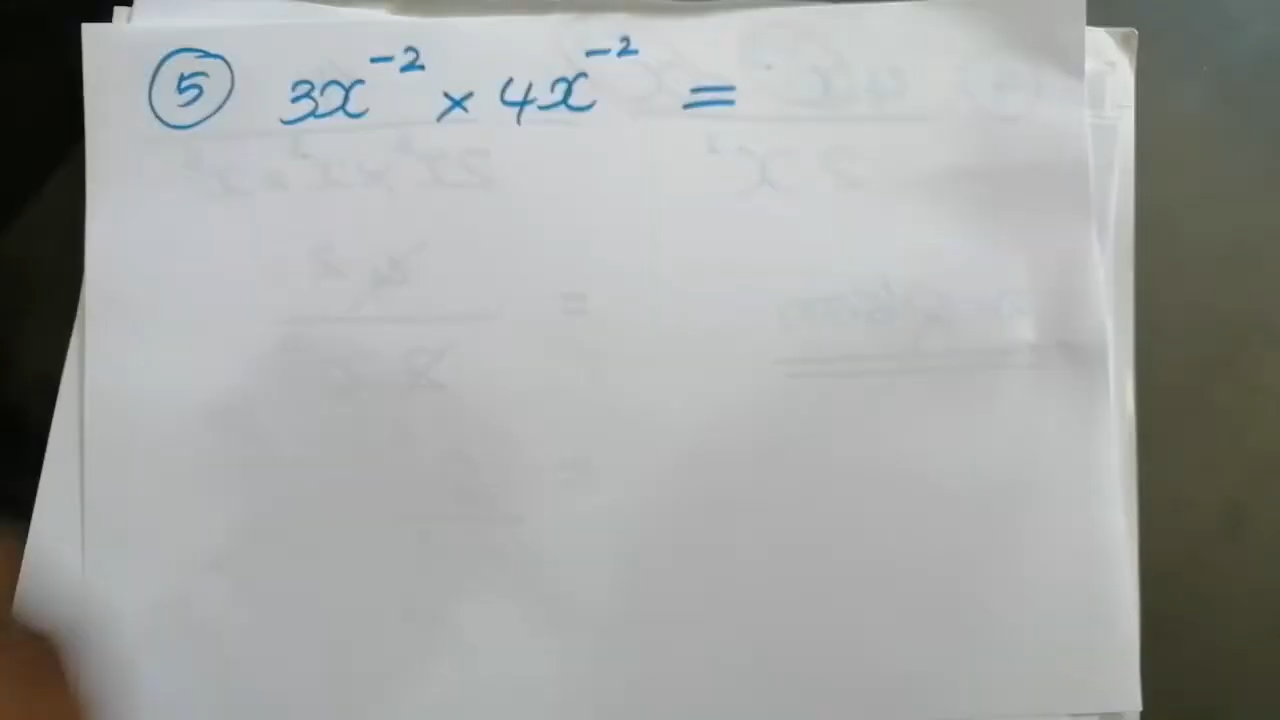 ⑤ 3x⁻² × 4x⁻² =